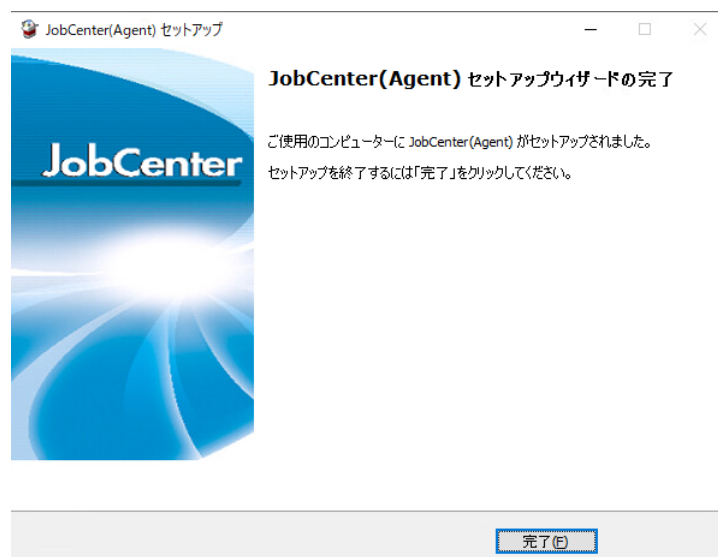 JobCenter(Agent) セットアップ
JobCenter
JobCenter(Agent) セットアップウィザードの完了
ご使用のコンピューターに JobCenter(Agent) がセットアップされました。
セットアップを終了するには「完了」をクリックしてください。
完了(F)